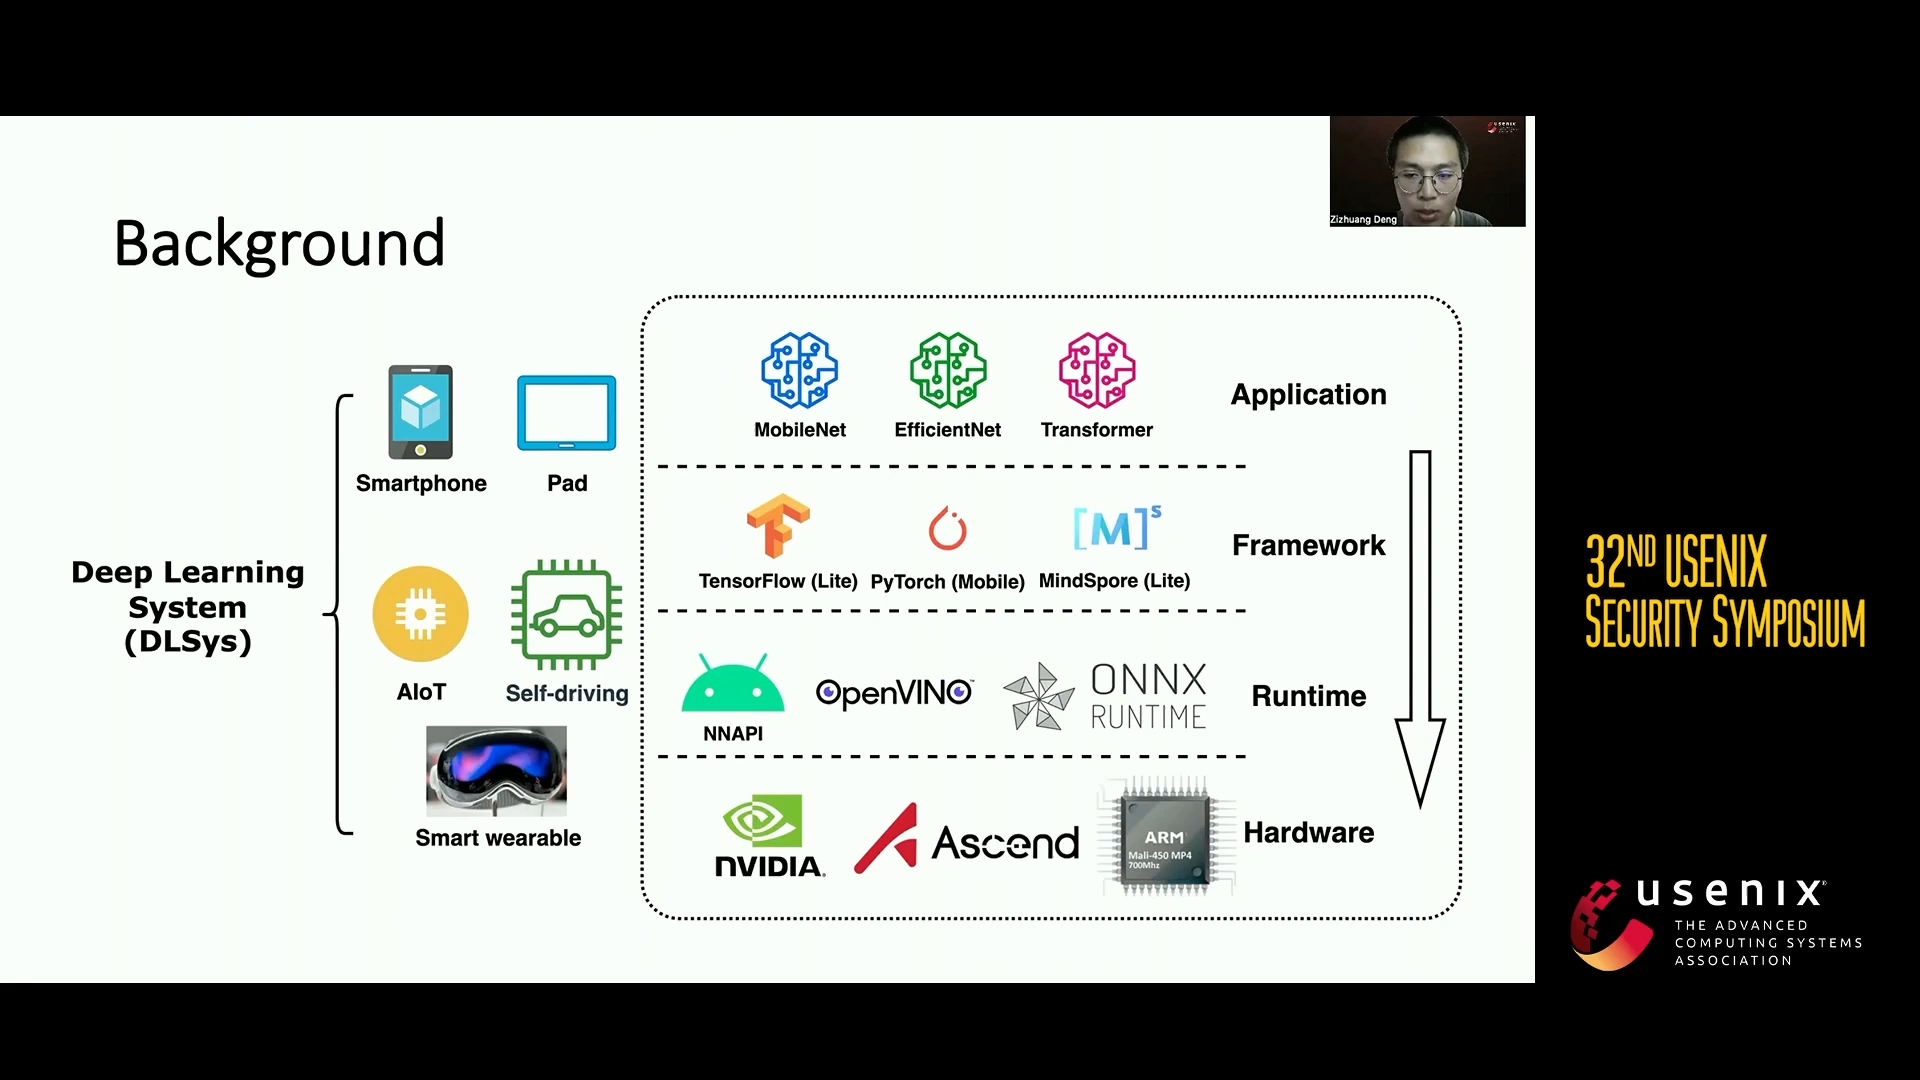 usenix
Zizhuang Deng
Background
Deep Learning
System
(DLSys)
Smartphone
Pad
AIoT
Self-driving
Smart wearable
MobileNet
EfficientNet
Transformer
Application
[M]s
TensorFlow (Lite)
PyTorch (Mobile)
MindSpore (Lite)
Framework
NNAPI
OpenVINO™
ONNX
RUNTIME
Runtime
NVIDIA.
Ascend
ARM
Mali-450 MP4
700Mhz
Hardware
32ND USENIX
SECURITY SYMPOSIUM
usenix®
THE ADVANCED
COMPUTING SYSTEMS
ASSOCIATION